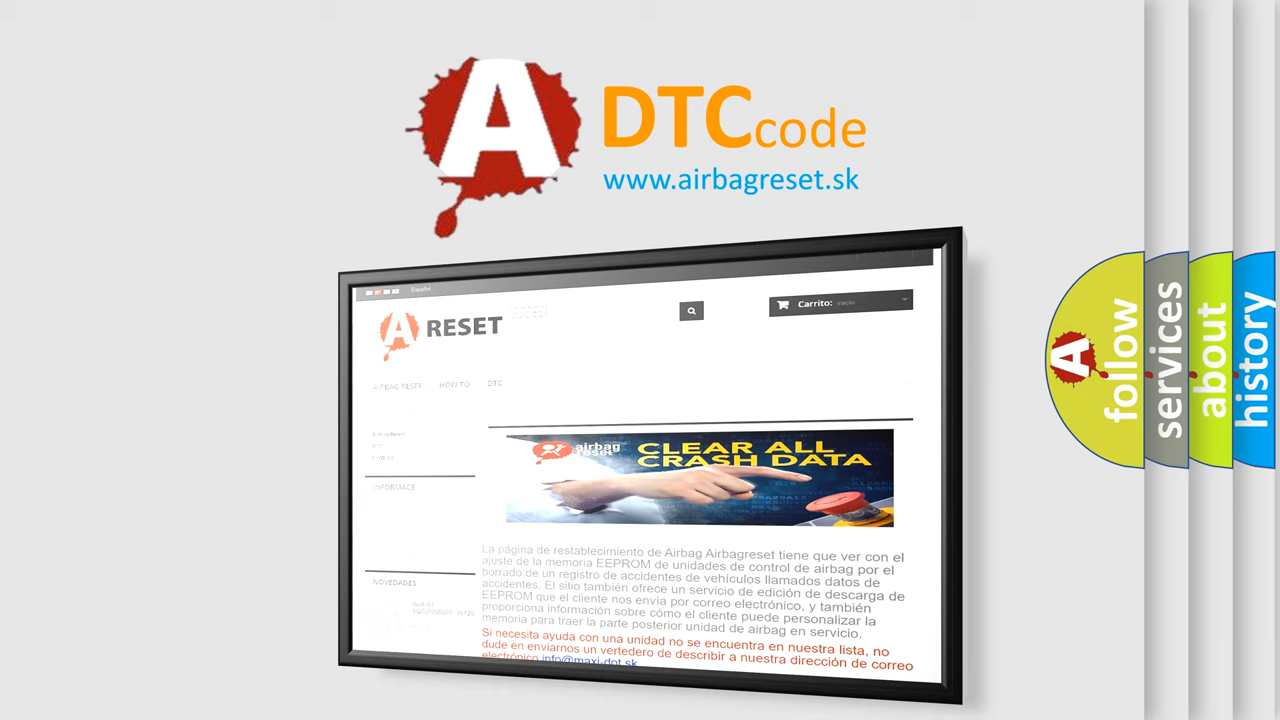 A
DTCcode
www.airbagreset.sk
Español
A RESET
Carrito: vacío
AIRBAG RESET HOW TO DTC
INFORMACE
NOVEDADES
airbag
reset
CLEAR ALL
CRASH DATA
La página de restablecimiento de Airbag Airbagreset tiene que ver con el
ajuste de la memoria EEPROM de unidades de control de airbag por el
borrado de un registro de accidentes de vehículos llamados datos de
accidentes. El sitio también ofrece un servicio de edición de descarga de
EEPROM que el cliente nos envía por correo electrónico, y también
proporciona información sobre cómo el cliente puede personalizar la
memoria para traer la parte posterior unidad de airbag en servicio.
Si necesita ayuda con una unidad no se encuentra en nuestra lista, no
dude en enviarnos un vertedero de describir a nuestra dirección de correo
electrónico info@maxi-dot.sk
A
follow
services
about
history